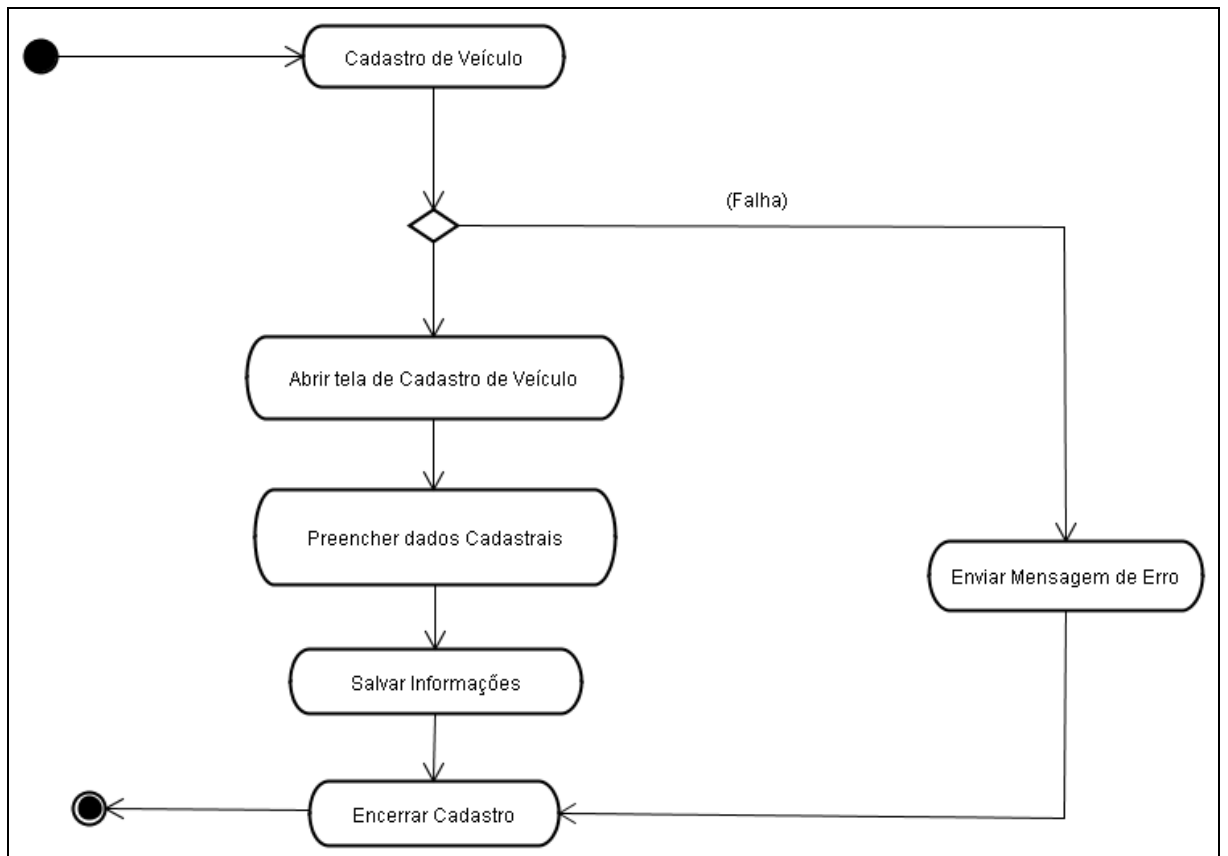 Cadastro de Veículo
(Falha)
Abrir tela de Cadastro de Veículo
Preencher dados Cadastrais
Enviar Mensagem de Erro
Salvar Informações
Encerrar Cadastro